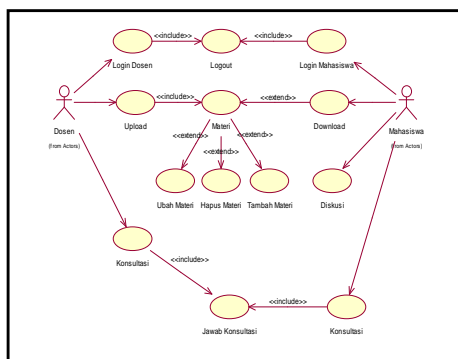 <<include>>
<<include>>
Login Dosen
Logout
Login Mahasiswa
<<include>>
<<extend>>
Dosen
(from Actors)
Upload
Materi
Download
Mahasiswa
(from Actors)
<<extend>>
<<extend>>
<<extend>>
Ubah Materi
Hapus Materi
Tambah Materi
Diskusi
Konsultasi
<<include>>
<<include>>
Jawab Konsultasi
Konsultasi